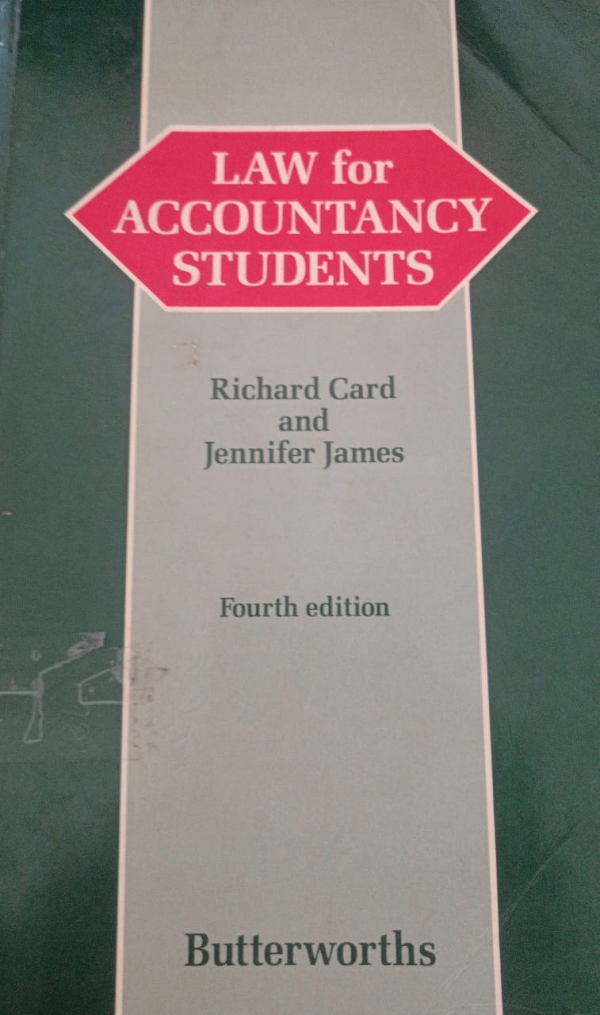 LAW for
ACCOUNTANCY
STUDENTS
Richard Card
and
Jennifer James
Fourth edition
Butterworths